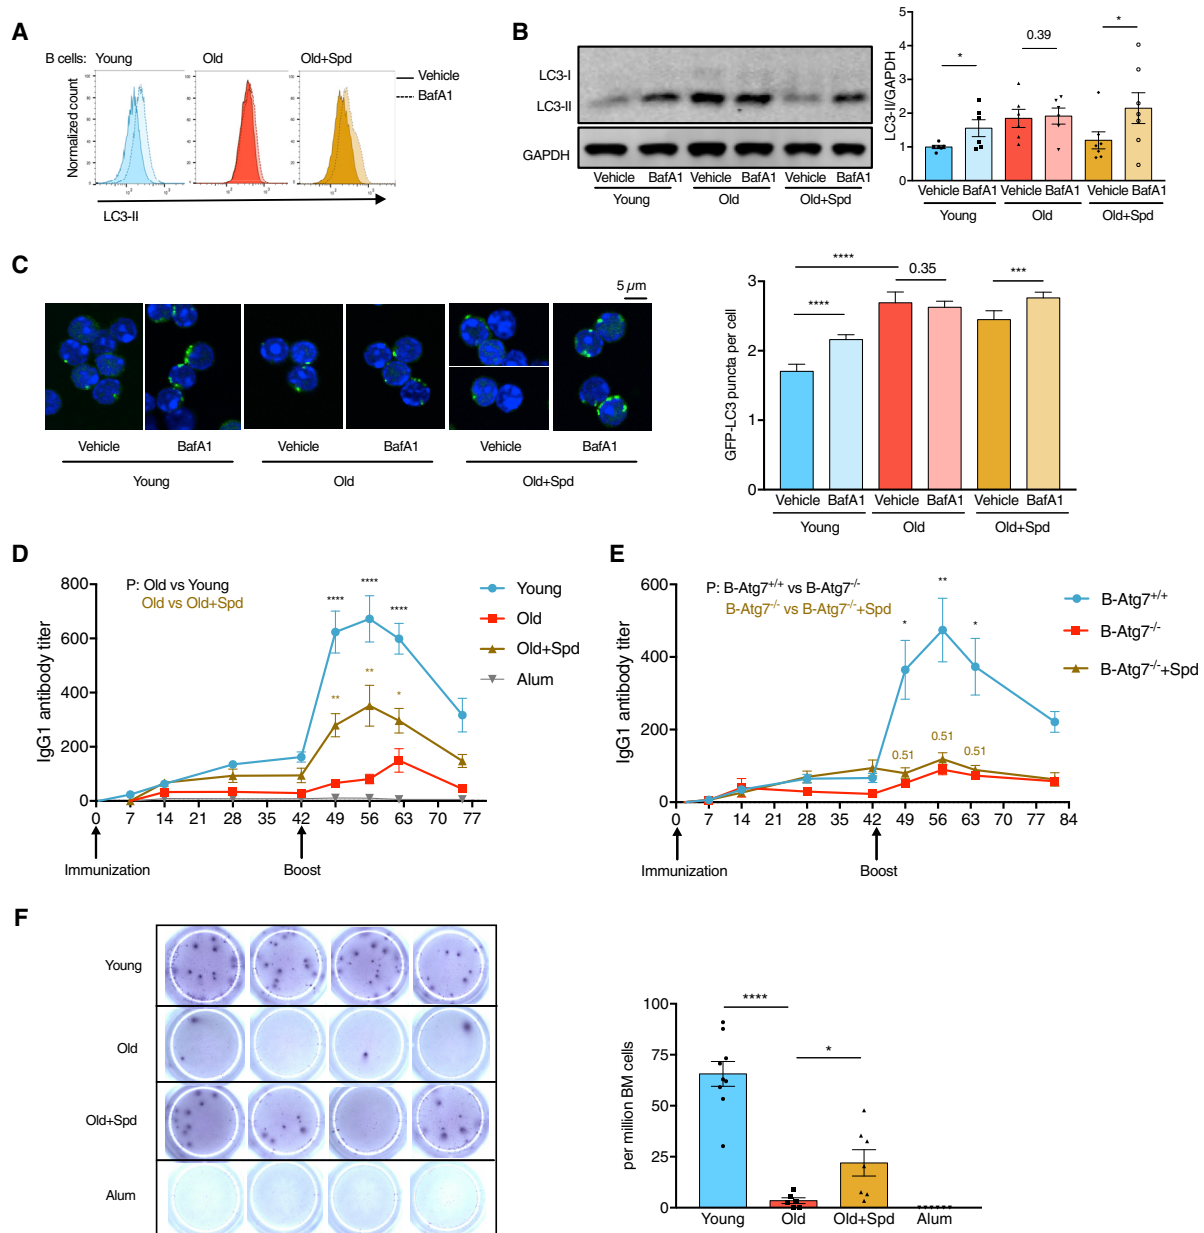 A
B cells: Young Old Old+Spd
Vehicle
BafA1
Normalized count
LC3-II
B
LC3-I
LC3-II
GAPDH
Vehicle BafA1 Vehicle BafA1 Vehicle BafA1
Young Old Old+Spd
LC3-II/GAPDH
5
4
3
2
1
0
* 0.39 *
Vehicle BafA1 Vehicle BafA1 Vehicle BafA1
Young Old Old+Spd
C
5 µm
Vehicle BafA1 Vehicle BafA1 Vehicle BafA1
Young Old Old+Spd
GFP-LC3 puncta per cell
3
2
1
0
**** **** 0.35 ***
Vehicle BafA1 Vehicle BafA1 Vehicle BafA1
Young Old Old+Spd
D
P: Old vs Young
Old vs Old+Spd
IgG1 antibody titer
800
600
400
200
0
**** **** ****
** ** *
0 7 14 21 28 35 42 49 56 63 70 77
Immunization Boost
Young
Old
Old+Spd
Alum
E
P: B-Atg7+/+ vs B-Atg7-/-
B-Atg7-/- vs B-Atg7-/-+Spd
IgG1 antibody titer
600
400
200
0
* ** *
0.51 0.51 0.51
0 7 14 21 28 35 42 49 56 63 70 77 84
Immunization Boost
B-Atg7+/+
B-Atg7-/-
B-Atg7-/-+Spd
F
Young
Old
Old+Spd
Alum
per million BM cells
100
75
50
25
0
**** *
Young Old Old+Spd Alum